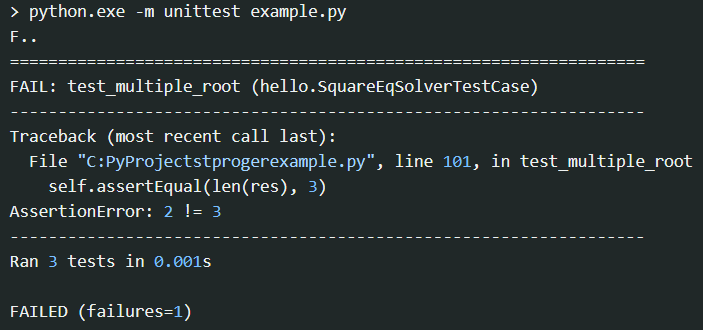 > python.exe -m unittest example.py
F..
==================================================================
FAIL: test_multiple_root (hello.SquareEqSolverTestCase)
------------------------------------------------------------------
Traceback (most recent call last):
  File "C:PyProjectstprogerexample.py", line 101, in test_multiple_root
    self.assertEqual(len(res), 3)
AssertionError: 2 != 3
------------------------------------------------------------------
Ran 3 tests in 0.001s
FAILED (failures=1)